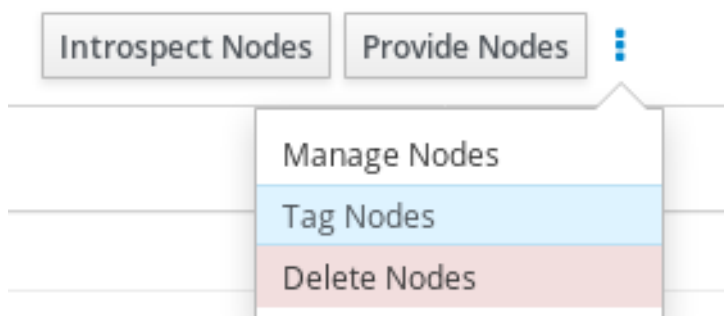 Introspect Nodes Provide Nodes
Manage Nodes
Tag Nodes
Delete Nodes